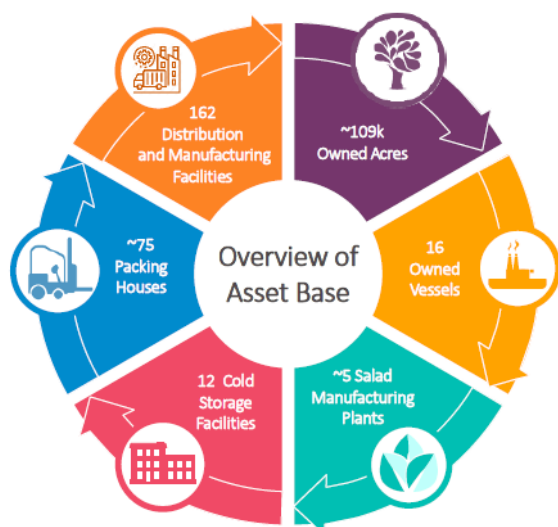 Overview of
Asset Base
~109k
Owned Acres
16
Owned
Vessels
~5 Salad
Manufacturing
Plants
12 Cold
Storage
Facilities
~75
Packing
Houses
162
Distribution
and Manufacturing
Facilities